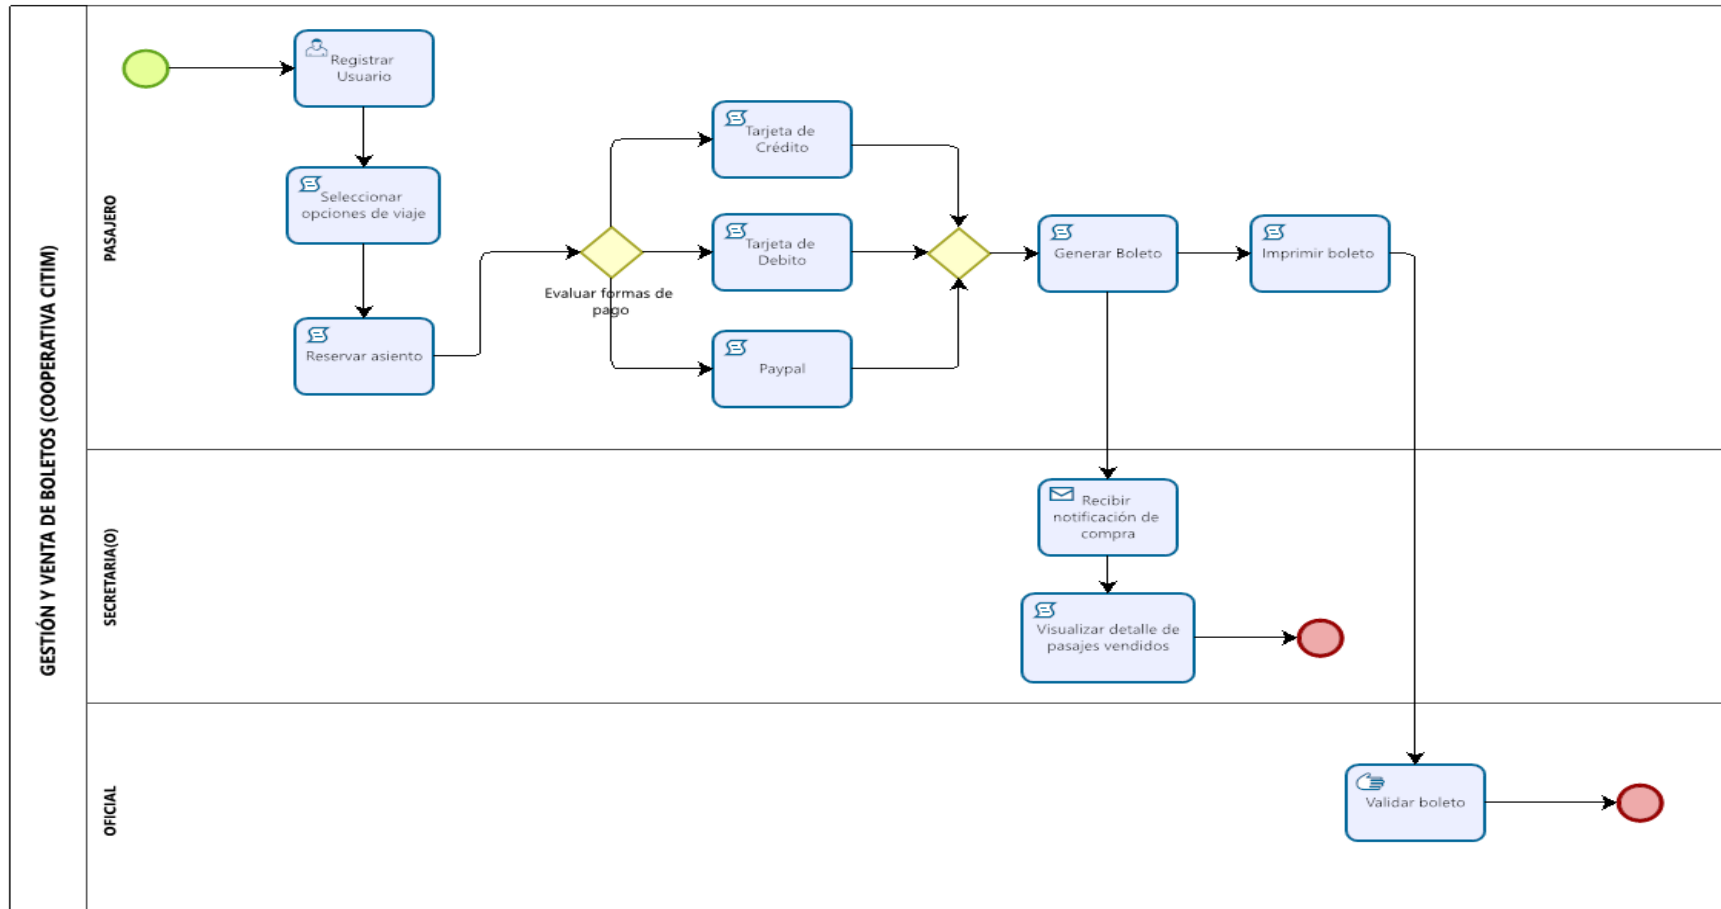 GESTIÓN Y VENTA DE BOLETOS (COOPERATIVA CITIM)
PASAJERO
Registrar
Usuario
Seleccionar
opciones de viaje
Reservar asiento
Evaluar formas de
pago
Tarjeta de
Crédito
Tarjeta de
Debito
Paypal
Generar Boleto
Imprimir boleto
SECRETARIA(O)
Recibir
notificación de
compra
Visualizar detalle de
pasajes vendidos
OFICIAL
Validar boleto